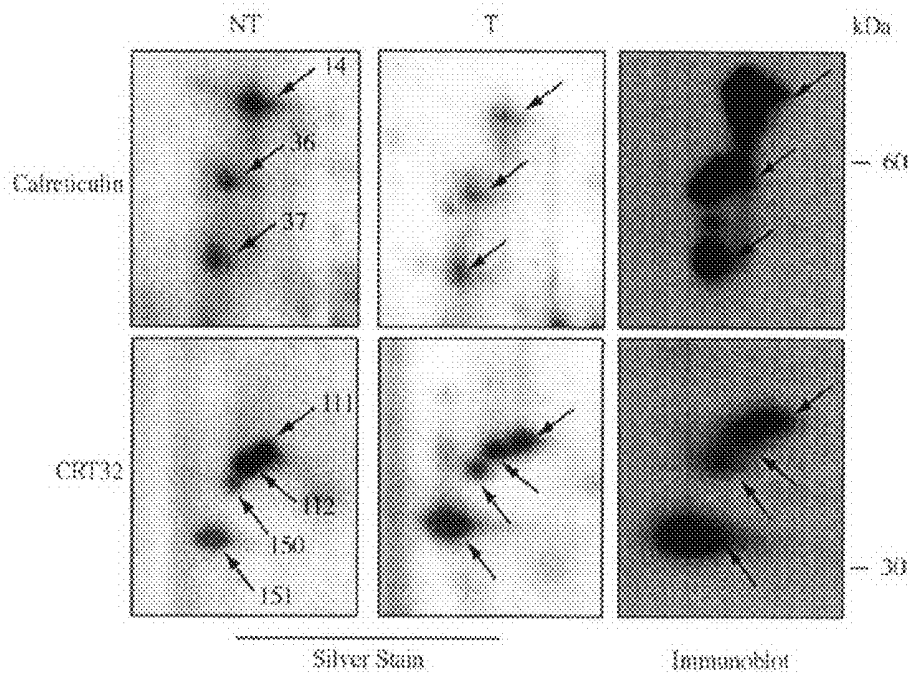 NT T kDa
14
36
60
Calreticulin
37
111
CRT32
112
150
30
151
Silver Stain Immunoblot